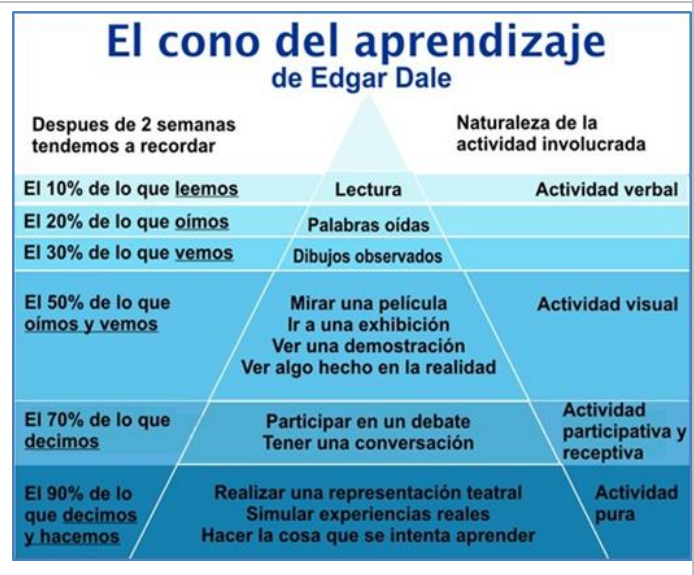 El cono del aprendizaje
de Edgar Dale
Despues de 2 semanas
tendemos a recordar
Naturaleza de la
actividad involucrada
El 10% de lo que leemos
Lectura
Actividad verbal
El 20% de lo que oímos
Palabras oídas
El 30% de lo que vemos
Dibujos observados
El 50% de lo que
oímos y vemos
Mirar una película
Ir a una exhibición
Ver una demostración
Ver algo hecho en la realidad
Actividad visual
El 70% de lo que
decimos
Participar en un debate
Tener una conversación
Actividad
participativa y
receptiva
El 90% de lo
que decimos
y hacemos
Realizar una representación teatral
Simular experiencias reales
Hacer la cosa que se intenta aprender
Actividad
pura